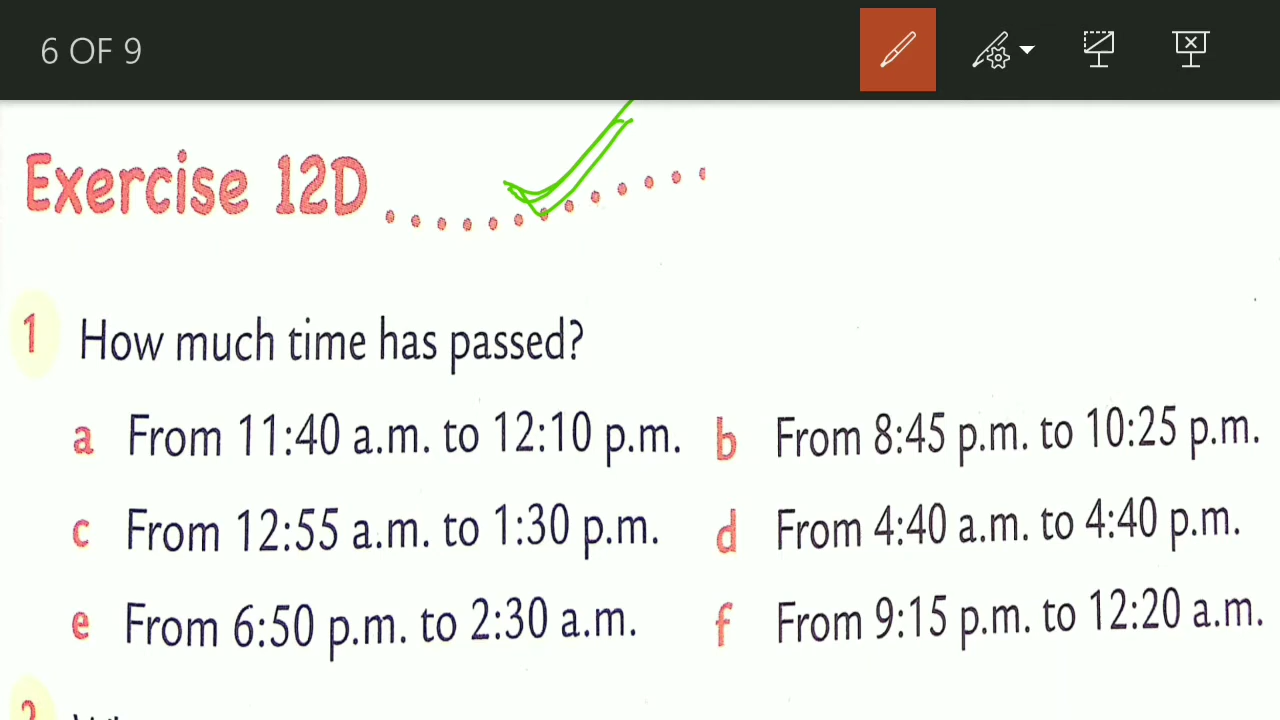 6 OF 9
Exercise 12D
1 How much time has passed?
a From 11:40 a.m. to 12:10 p.m. b From 8:45 p.m. to 10:25 p.m.
c From 12:55 a.m. to 1:30 p.m. d From 4:40 a.m. to 4:40 p.m.
e From 6:50 p.m. to 2:30 a.m. f From 9:15 p.m. to 12:20 a.m.
2